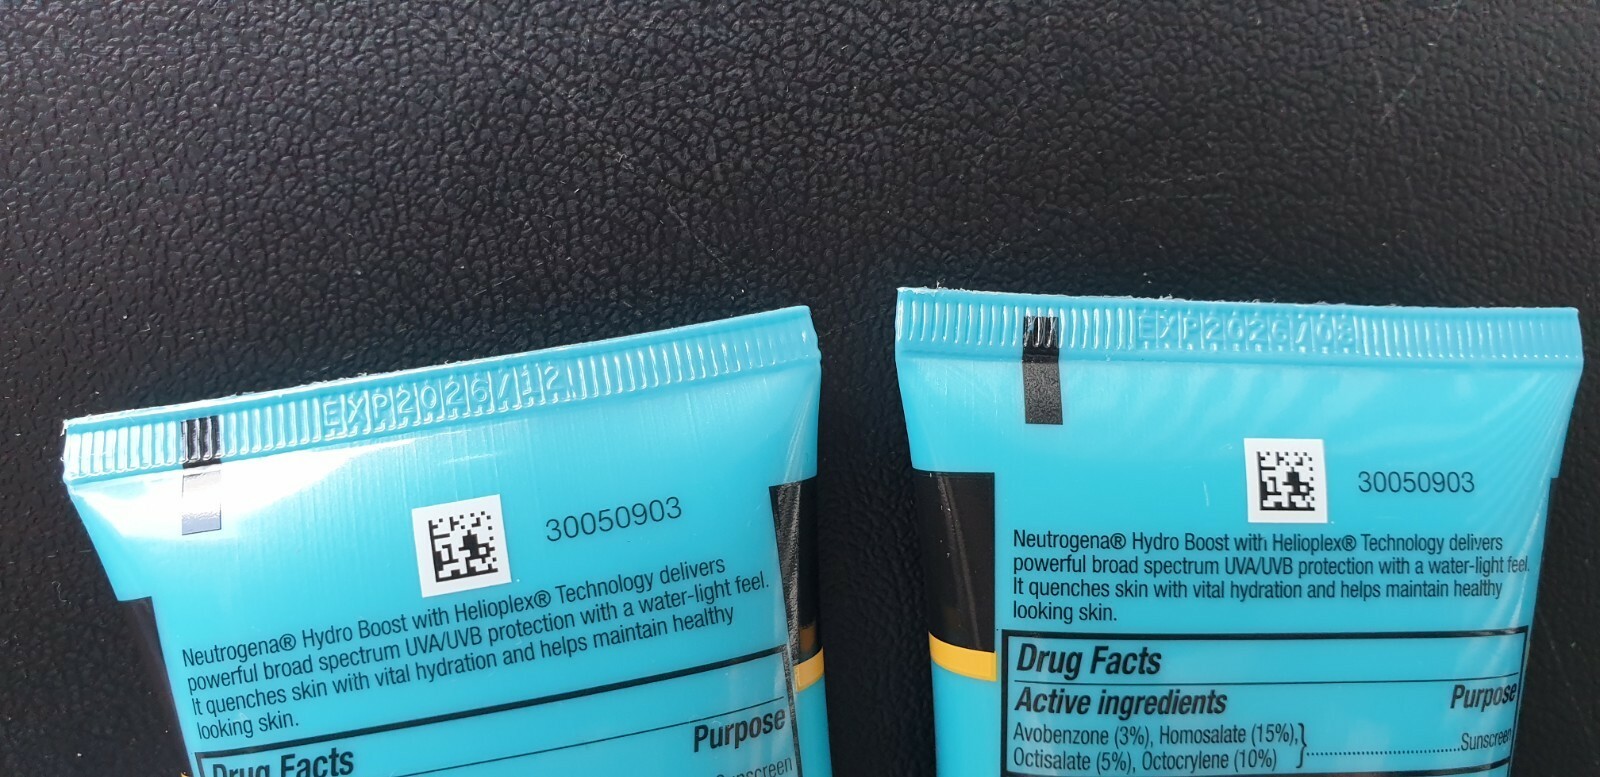 EXP2026/12
30050903
Neutrogena® Hydro Boost with Helioplex® Technology delivers
powerful broad spectrum UVA/UVB protection with a water-light feel.
It quenches skin with vital hydration and helps maintain healthy
looking skin.
Drug Facts
Purpose
Sunscreen
EXP2026/08
30050903
Neutrogena® Hydro Boost with Helioplex® Technology delivers
powerful broad spectrum UVA/UVB protection with a water-light feel.
It quenches skin with vital hydration and helps maintain healthy
looking skin.
Drug Facts
Active ingredients Purpose
Avobenzone (3%), Homosalate (15%),
Octisalate (5%), Octocrylene (10%) Sunscreen